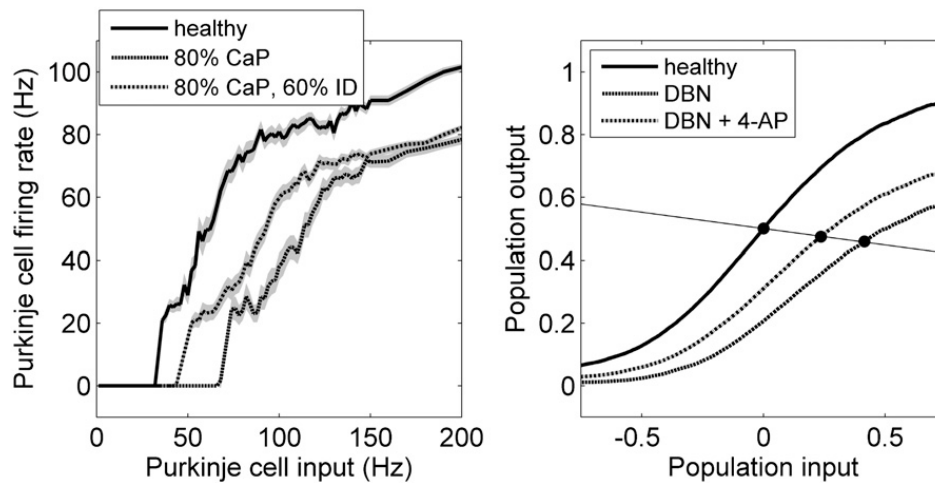 healthy
80% CaP
80% CaP, 60% ID
100
80
60
40
20
0
Purkinje cell firing rate (Hz)
0 50 100 150 200
Purkinje cell input (Hz)
healthy
DBN
DBN + 4-AP
1
0.8
0.6
0.4
0.2
0
Population output
-0.5 0 0.5
Population input